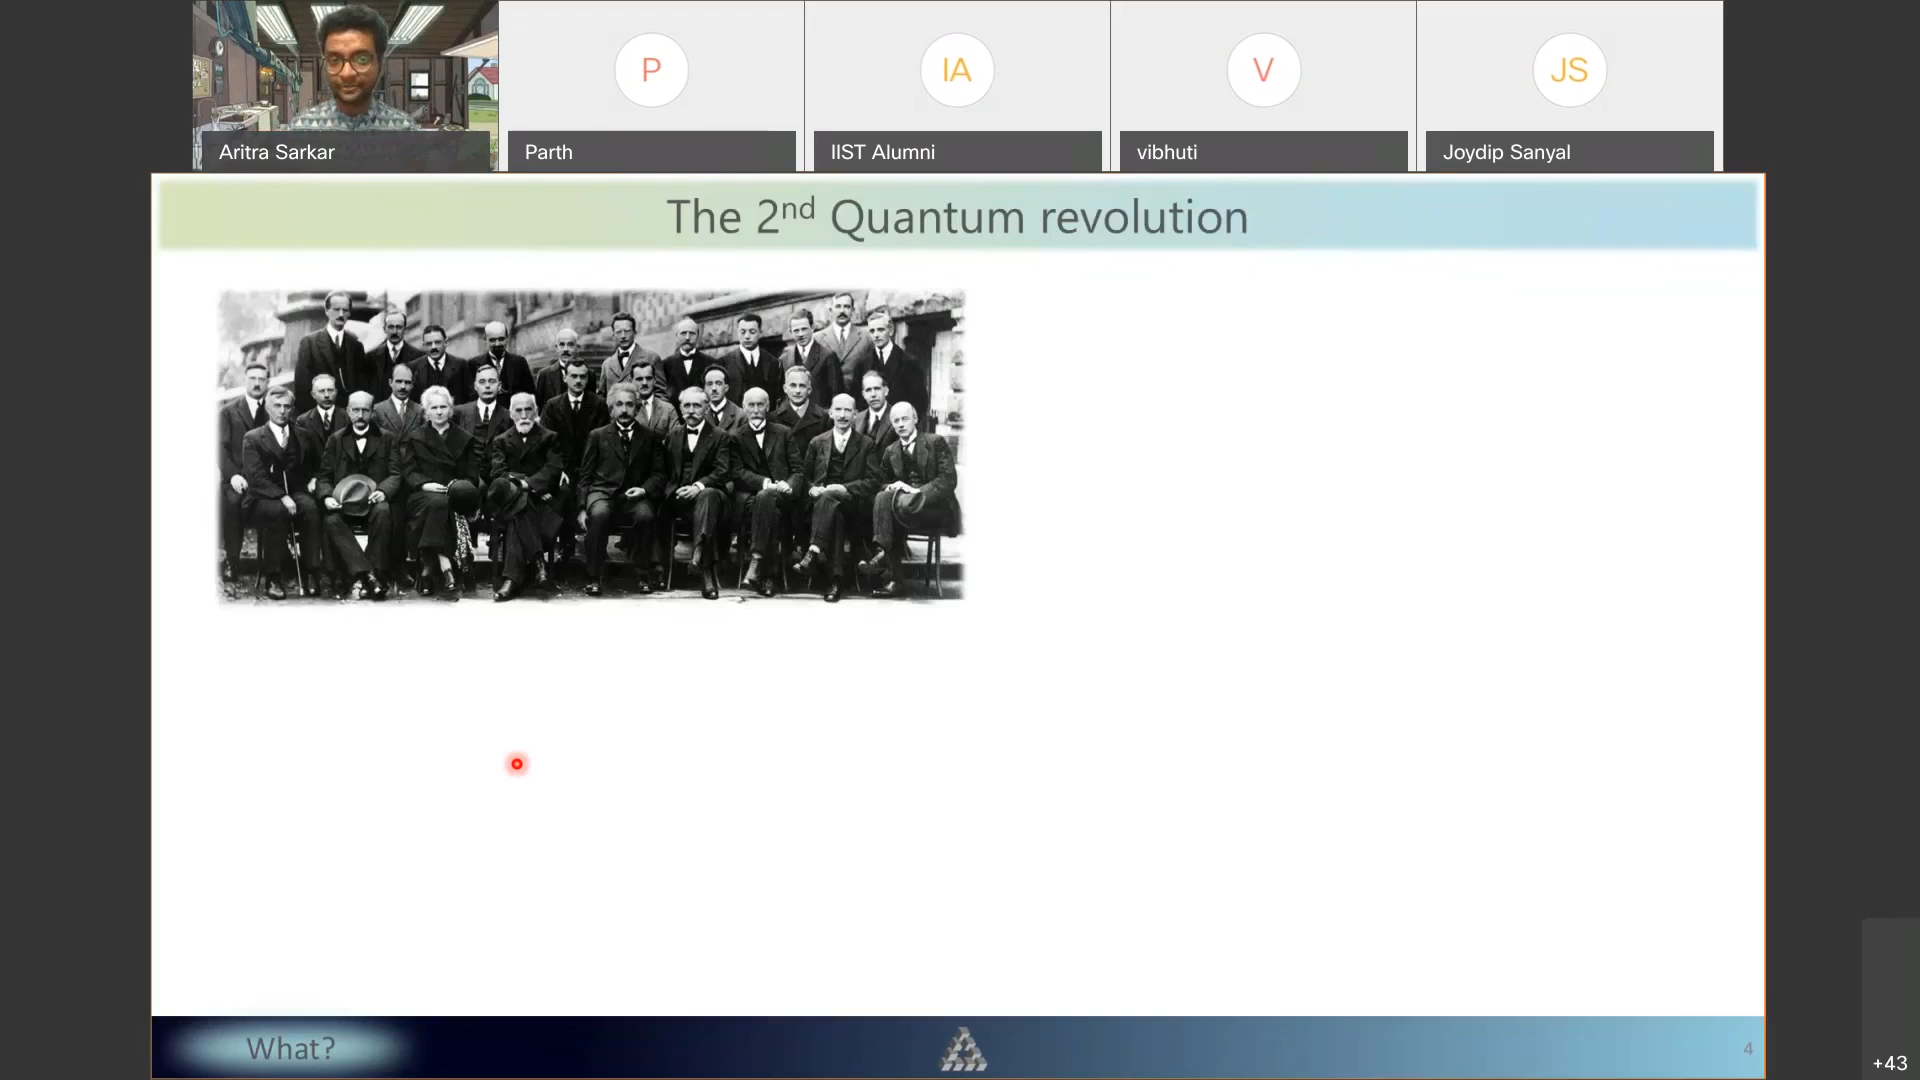 P
IA
V
JS
Aritra Sarkar
Parth
IIST Alumni
vibhuti
Joydip Sanyal
The 2nd Quantum revolution
What?
4
+43